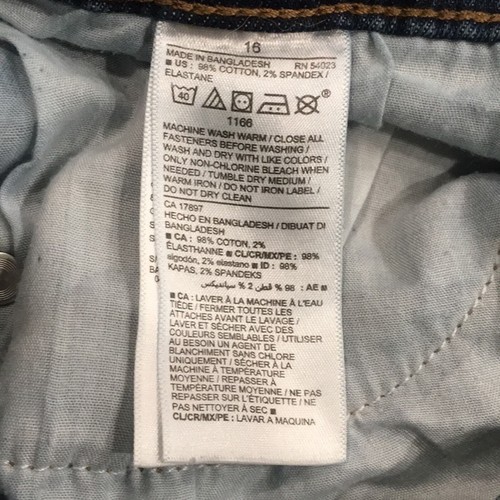 16
MADE IN BANGLADESH RN 54023
■ US : 98% COTTON, 2% SPANDEX /
ELASTANE
40 ®
1166
MACHINE WASH WARM / CLOSE ALL
FASTENERS BEFORE WASHING /
WASH AND DRY WITH LIKE COLORS /
ONLY NON-CHLORINE BLEACH WHEN
NEEDED / TUMBLE DRY MEDIUM /
WARM IRON / DO NOT IRON LABEL /
DO NOT DRY CLEAN
CA 17897
HECHO EN BANGLADESH / DIBUAT DI
BANGLADESH
■ CA : 98% COTON, 2%
ÉLASTHANNE ■ CL/CR/MX/PE : 98%
algodón, 2% elastano ■ ID : 98%
KAPAS, 2% SPANDEKS
■ AE: 98 % قطن 2 % سپاندیکس
■ CA : LAVER À LA MACHINE À L'EAU
TIÈDE / FERMER TOUTES LES
ATTACHES AVANT LE LAVAGE /
LAVER ET SÉCHER AVEC DES
COULEURS SEMBLABLES / UTILISER
AU BESOIN UN AGENT DE
BLANCHIMENT SANS CHLORE
UNIQUEMENT / SÉCHER À LA
MACHINE À TEMPÉRATURE
MOYENNE / REPASSER À
TEMPÉRATURE MOYENNE / NE PAS
REPASSER SUR L'ÉTIQUETTE / NE
PAS NETTOYER À SEC ■
CL/CR/MX/PE : LAVAR A MAQUINA